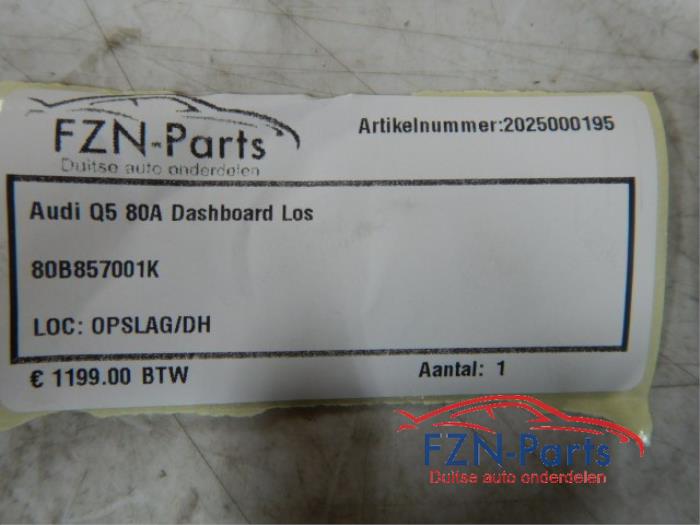 FZN-Parts
Duitse auto onderdelen
Artikelnummer:2025000195
Audi Q5 80A Dashboard Los
80B857001K
LOC: OPSLAG/DH
€ 1199.00 BTW
Aantal: 1
FZN-Parts
Duitse auto onderdelen